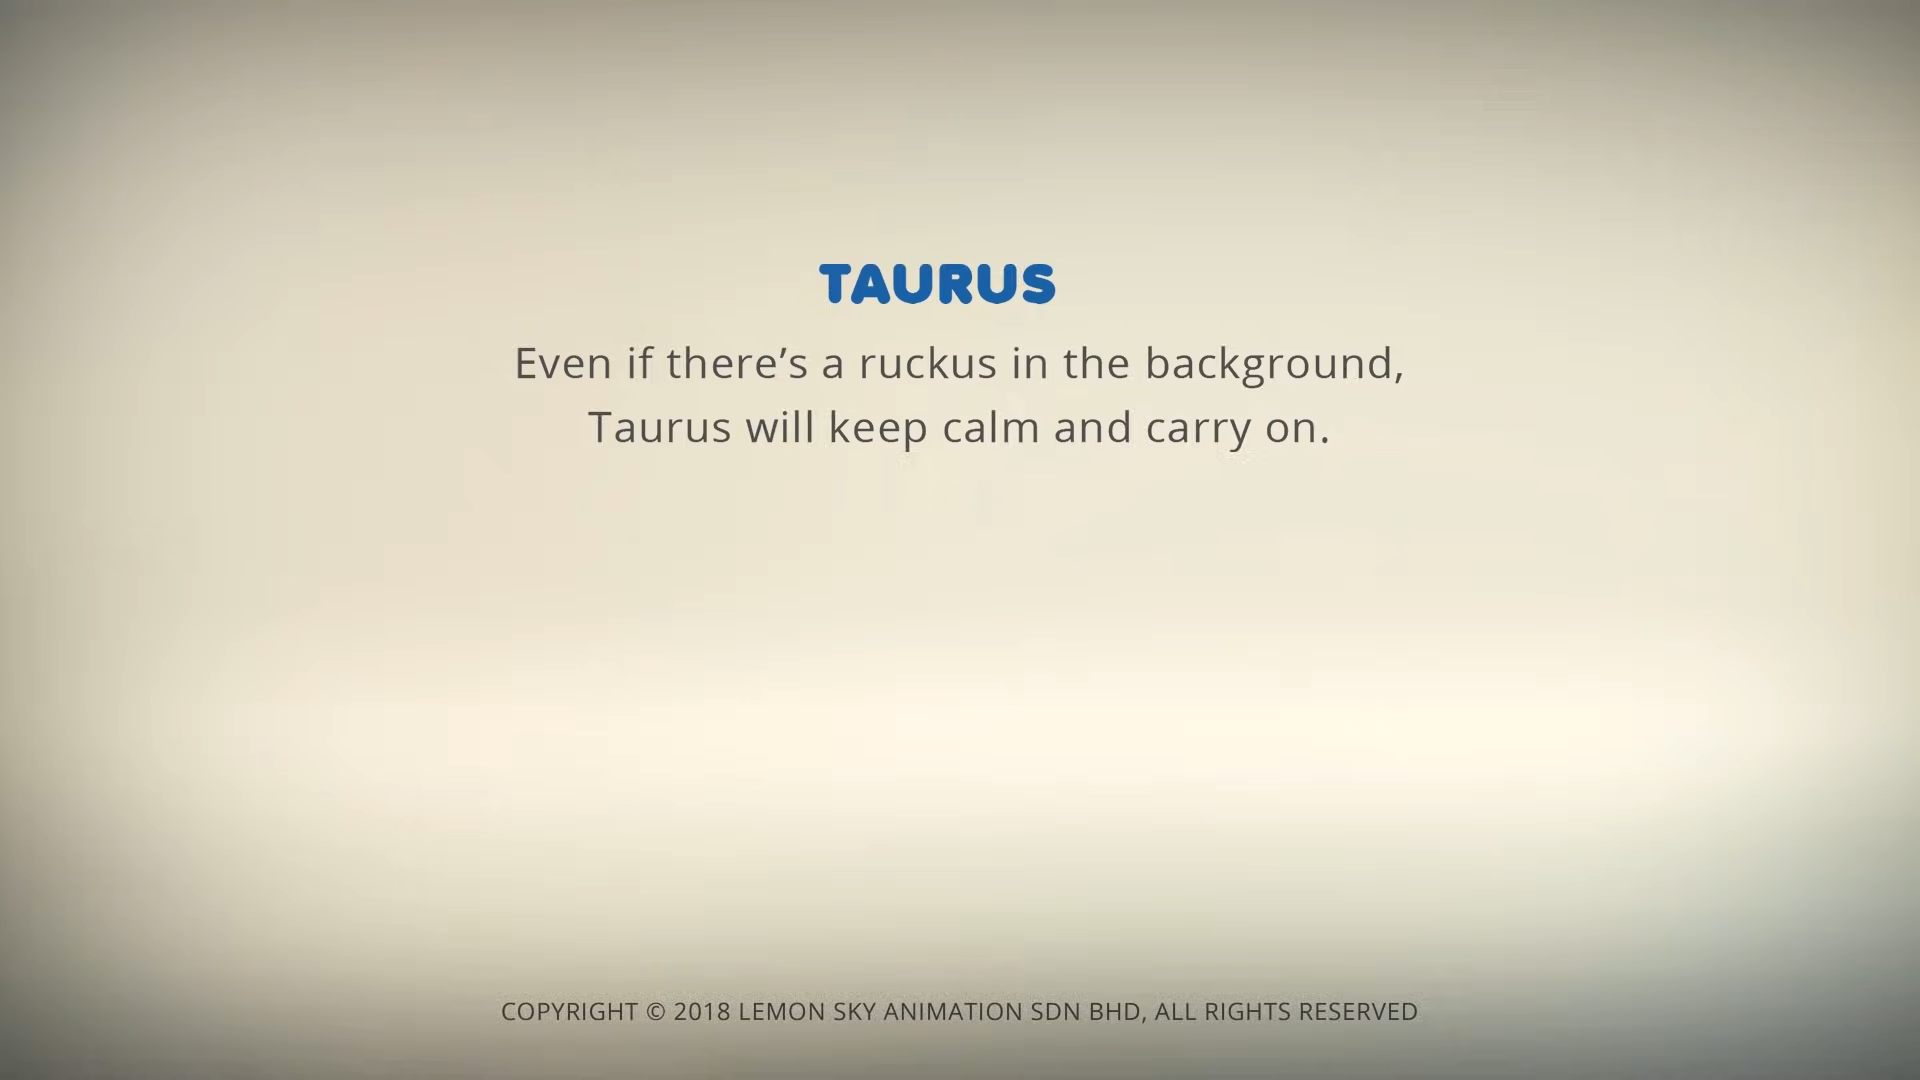 TAURUS
Even if there’s a ruckus in the background,
Taurus will keep calm and carry on.
COPYRIGHT © 2018 LEMON SKY ANIMATION SDN BHD, ALL RIGHTS RESERVED